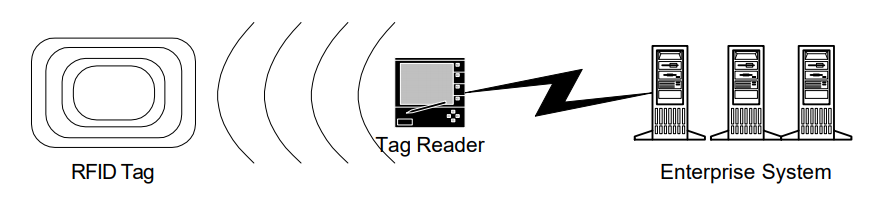 Tag Reader
RFID Tag
Enterprise System